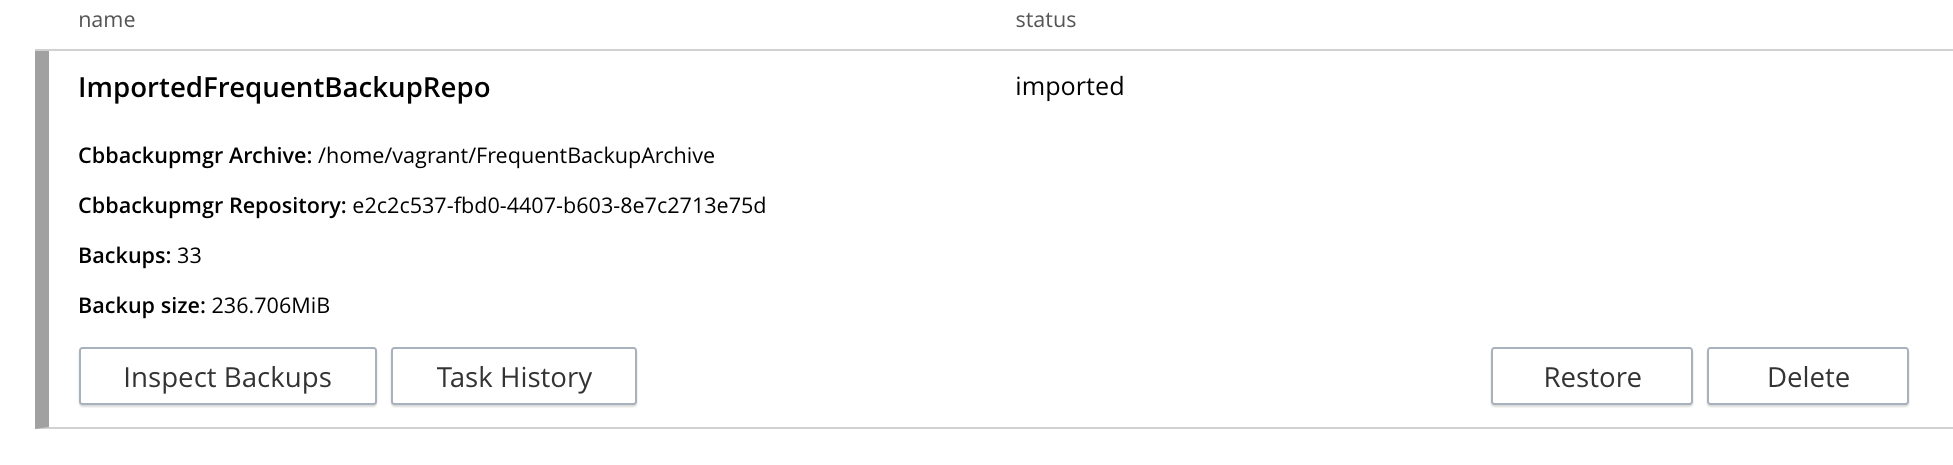 name status
ImportedFrequentBackupRepo imported
Cbbackupmgr Archive: /home/vagrant/FrequentBackupArchive
Cbbackupmgr Repository: e2c2c537-fbd0-4407-b603-8e7c2713e75d
Backups: 33
Backup size: 236.706MiB
Inspect Backups Task History Restore Delete